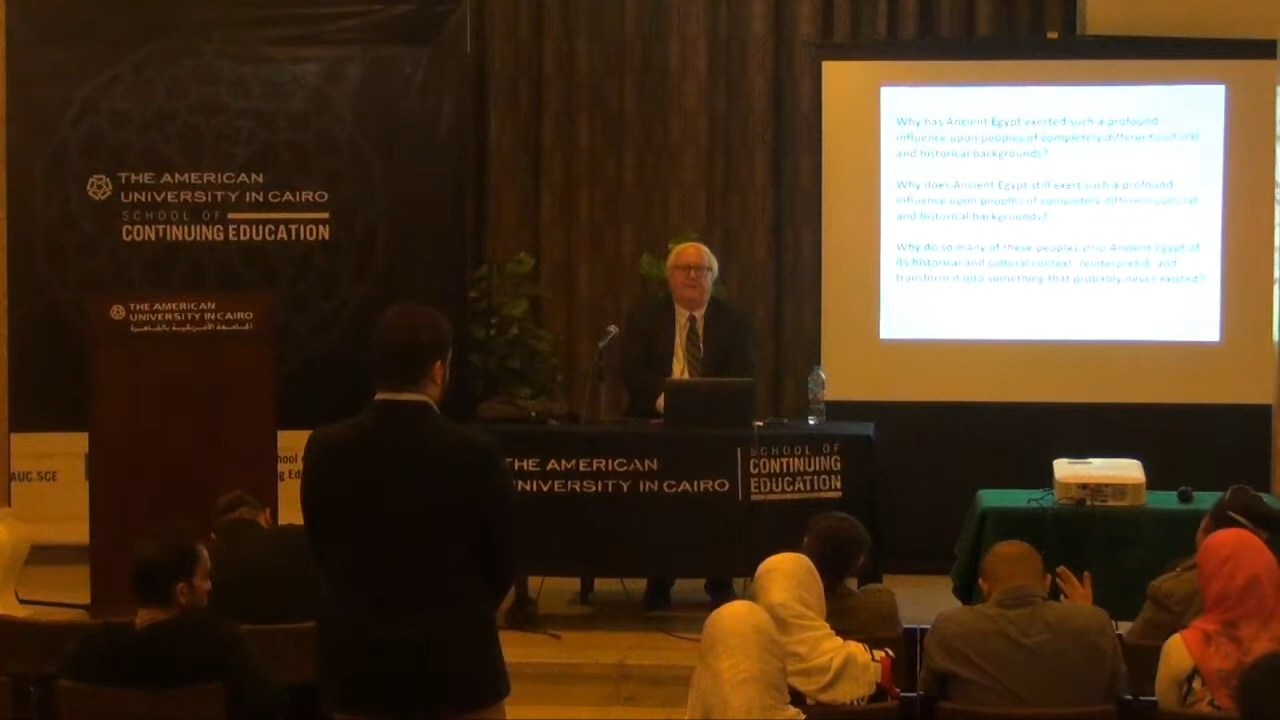 THE AMERICAN
UNIVERSITY IN CAIRO
SCHOOL OF
CONTINUING EDUCATION
THE AMERICAN
UNIVERSITY IN CAIRO
الجامعة الأمريكية بالقاهرة
AUC.SCE
THE AMERICAN
UNIVERSITY IN CAIRO
SCHOOL OF
CONTINUING
EDUCATION
Why has Ancient Egypt exerted such a profound
influence upon peoples of completely different cultural
and historical backgrounds?
Why does Ancient Egypt still exert such a profound
influence upon peoples of completely different cultural
and historical backgrounds?
Why do so many of these peoples strip Ancient Egypt of
its historical and cultural context, reinterpret it, and
transform it into something that probably never existed?